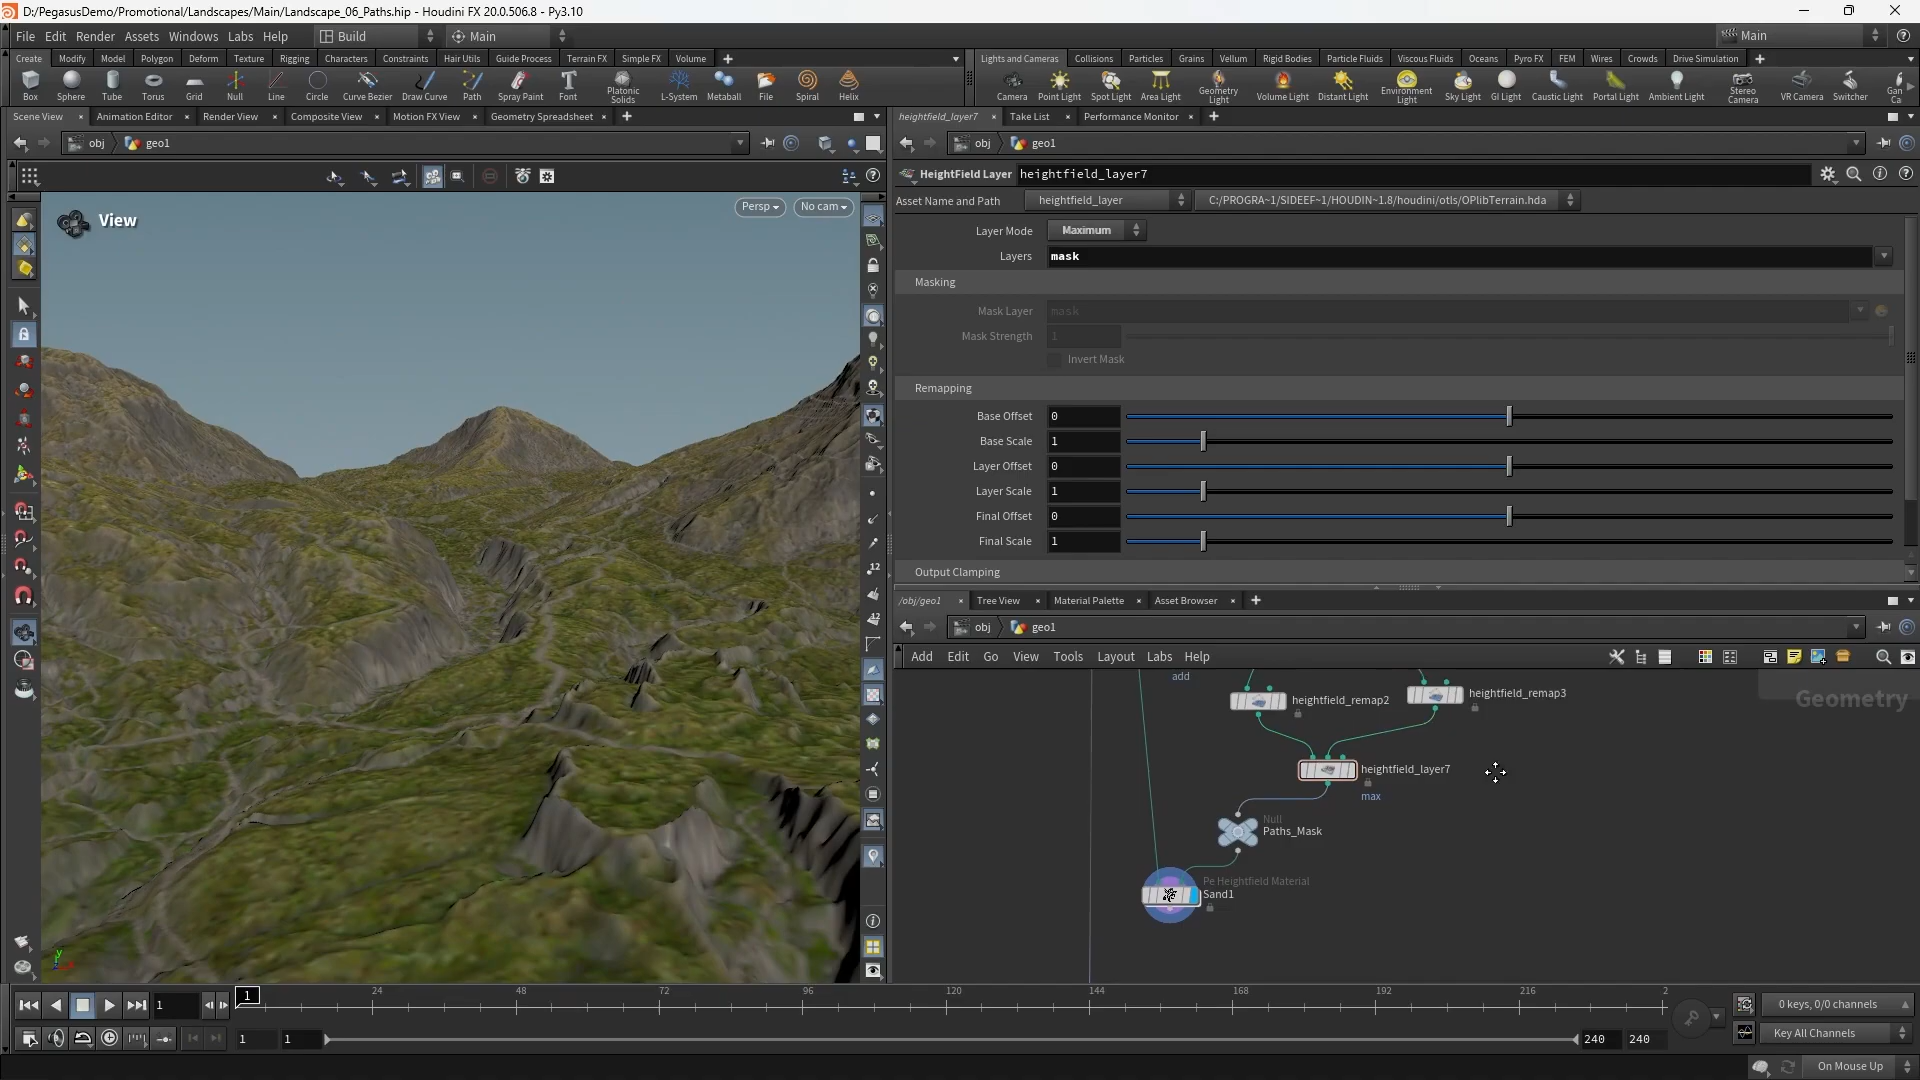 D:/PegasusDemo/Promotional/Landscapes/Main/Landscape_06_Paths.hip - Houdini FX 20.0.506.8 - Py3.10
File Edit Render Assets Windows Labs Help Build Main Main
Create Modify Model Polygon Deform Texture Rigging Characters Constraints Hair Utils Guide Process Terrain FX Simple FX Volume
Lights and Cameras Collisions Particles Grains Vellum Rigid Bodies Particle Fluids Viscous Fluids Oceans Pyro FX FEM Wires Crowds Drive Simulation
Box Sphere Tube Torus Grid Null Line Circle Curve Bezier Draw Curve Path Spray Paint Font Platonic Solids L-System Metaball File Spiral Helix
Camera Point Light Spot Light Area Light Geometry Light Volume Light Distant Light Environment Light Sky Light GI Light Caustic Light Portal Light Ambient Light Stereo Camera VR Camera Switcher Gan Ca
Scene View Animation Editor Render View Composite View Motion FX View Geometry Spreadsheet
heightfield_layer7 Take List Performance Monitor
obj geo1
obj geo1
View
Persp
No cam
12
12
HeightField Layer heightfield_layer7
Asset Name and Path heightfield_layer C:/PROGRA~1/SIDEEF~1/HOUDIN~1.8/houdini/otls/OPlibTerrain.hda
Layer Mode Maximum
Layers mask
Masking
Mask Layer mask
Mask Strength 1
Invert Mask
Remapping
Base Offset 0
Base Scale 1
Layer Offset 0
Layer Scale 1
Final Offset 0
Final Scale 1
Output Clamping
/obj/geo1 Tree View Material Palette Asset Browser
obj geo1
Add Edit Go View Tools Layout Labs Help
add
heightfield_remap2
heightfield_remap3
Geometry
heightfield_layer7
max
Null
Paths_Mask
Pe Heightfield Material
Sand1
y
1 1 24 48 72 96 120 144 168 192 216 2
0 keys, 0/0 channels
1 1 240 240
Key All Channels
On Mouse Up